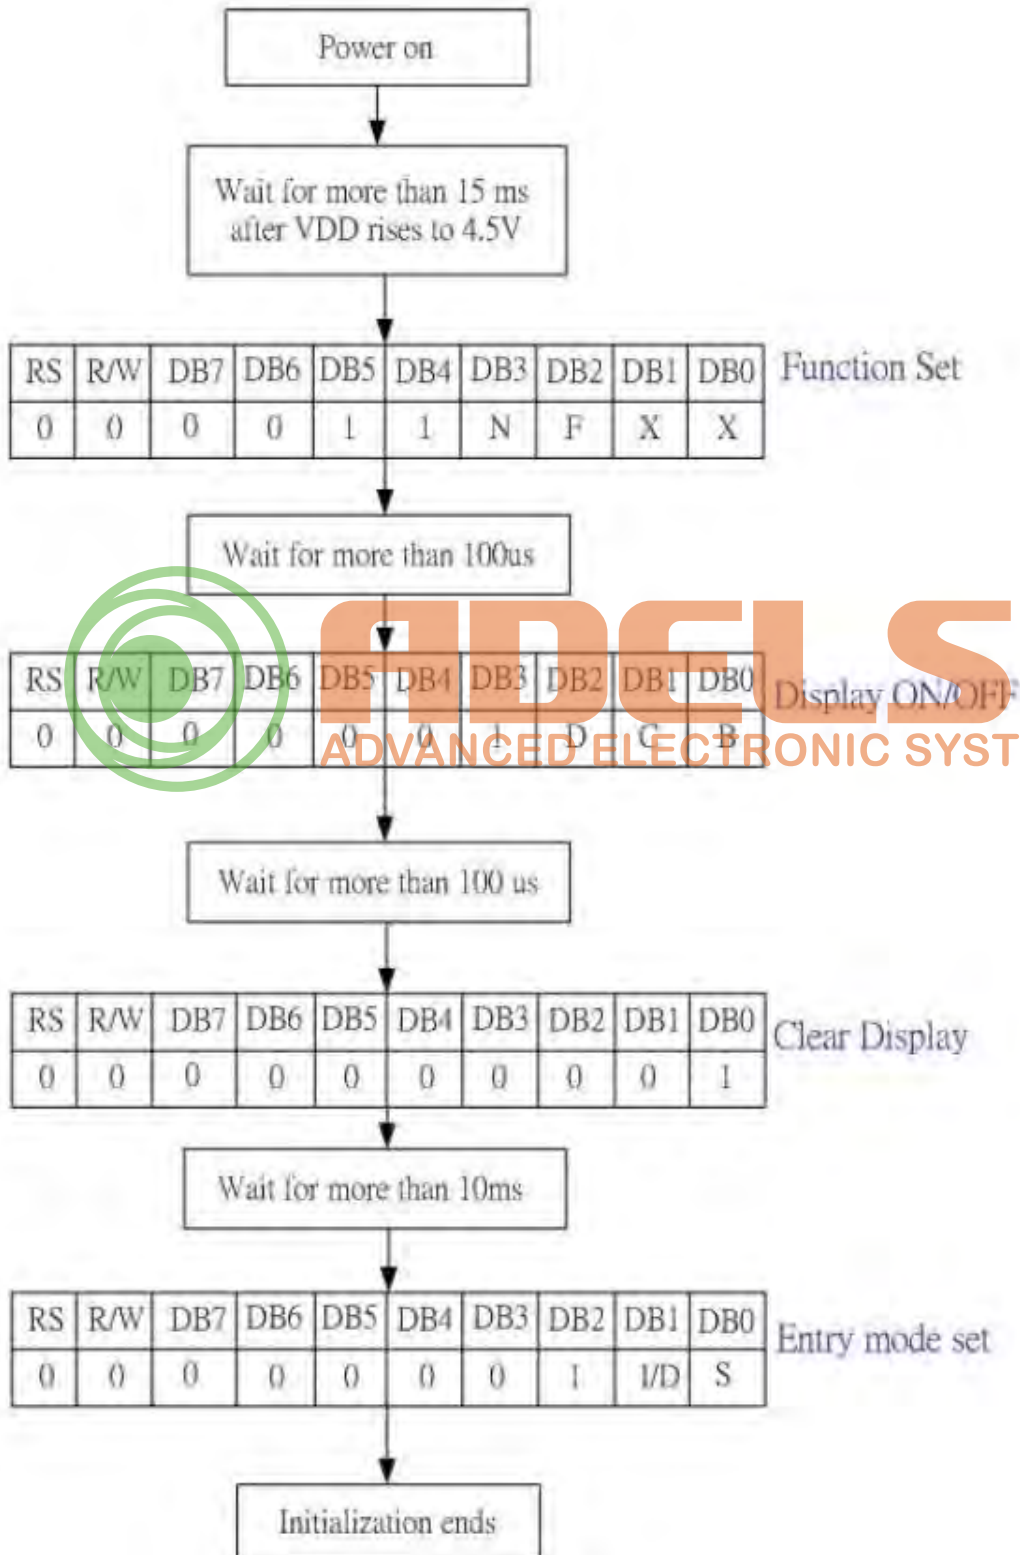 Power on
Wait for more than 15 ms
after VDD rises to 4.5V
RS R/W DB7 DB6 DB5 DB4 DB3 DB2 DB1 DB0 Function Set
0 0 0 0 1 1 N F X X
Wait for more than 100us
ADELS
RS R/W DB7 DB6 DB5 DB4 DB3 DB2 DB1 DB0 Display ON/OFF
0 0 0 0 0 0 1 D C B
ADVANCED ELECTRONIC SYST
Wait for more than 100 us
RS R/W DB7 DB6 DB5 DB4 DB3 DB2 DB1 DB0 Clear Display
0 0 0 0 0 0 0 0 0 1
Wait for more than 10ms
RS R/W DB7 DB6 DB5 DB4 DB3 DB2 DB1 DB0 Entry mode set
0 0 0 0 0 0 0 1 I/D S
Initialization ends